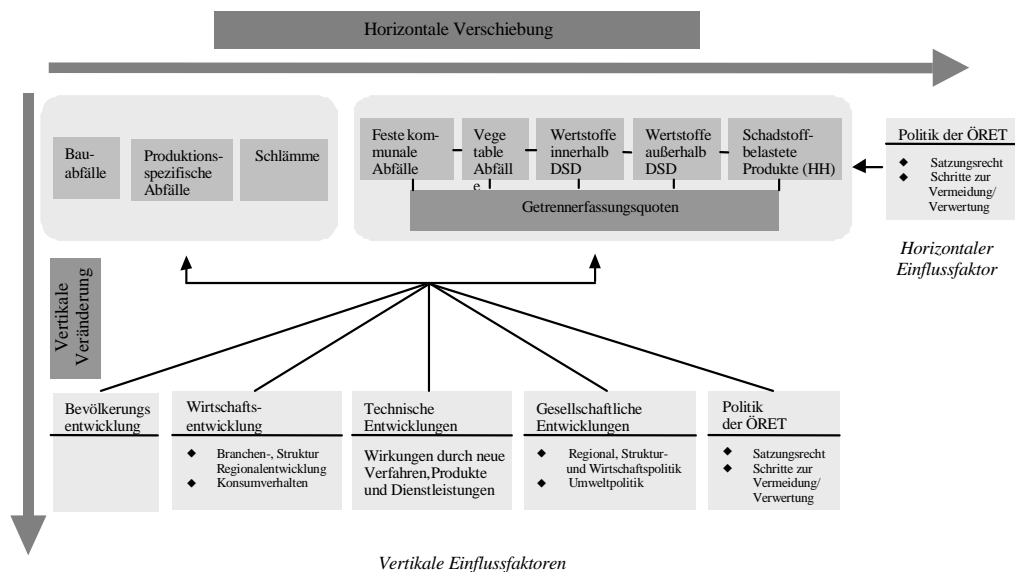 Horizontale Verschiebung
Bau-
abfälle
Produktions-
spezifische
Abfälle
Schlämme
Feste kom-
munale
Abfälle
Vege
table
Abfäll
e
Wertstoffe
innerhalb
DSD
Wertstoffe
außerhalb
DSD
Schadstoff-
belastete
Produkte (HH)
Getrennerfassungsquoten
Politik der ÖRET
◆ Satzungsrecht
◆ Schritte zur
Vermeidung/
Verwertung
Horizontaler
Einflussfaktor
Vertikale
Veränderung
Bevölkerungs
entwicklung
Wirtschafts-
entwicklung
◆ Branchen-, Struktur
Regionalentwicklung
◆ Konsumverhalten
Technische
Entwicklungen
Wirkungen durch neue
Verfahren,Produkte
und Dienstleistungen
Gesellschaftliche
Entwicklungen
◆ Regional, Struktur-
und Wirtschaftspolitik
◆ Umweltpolitik
Politik
der ÖRET
◆ Satzungsrecht
◆ Schritte zur
Vermeidung/
Verwertung
Vertikale Einflussfaktoren